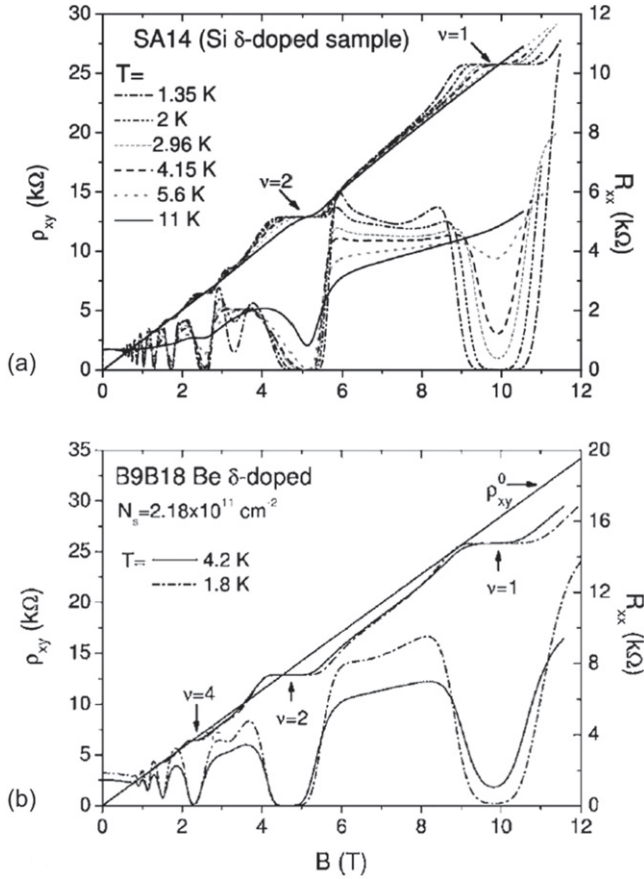 SA14 (Si δ-doped sample)
T=
1.35 K
2 K
2.96 K
4.15 K
5.6 K
11 K
ν=1
ν=2
30
25
20
15
10
5
0
ρxy (kΩ)
12
10
8
6
4
2
0
Rxx (kΩ)
0 2 4 6 8 10 12
(a)
B9B18 Be δ-doped
Ns=2.18x10^11 cm^-2
T=
4.2 K
1.8 K
ρ^0xy
ν=1
ν=2
ν=4
35
30
25
20
15
10
5
0
ρxy (kΩ)
20
16
12
8
4
0
Rxx (kΩ)
0 2 4 6 8 10 12
(b)
B (T)